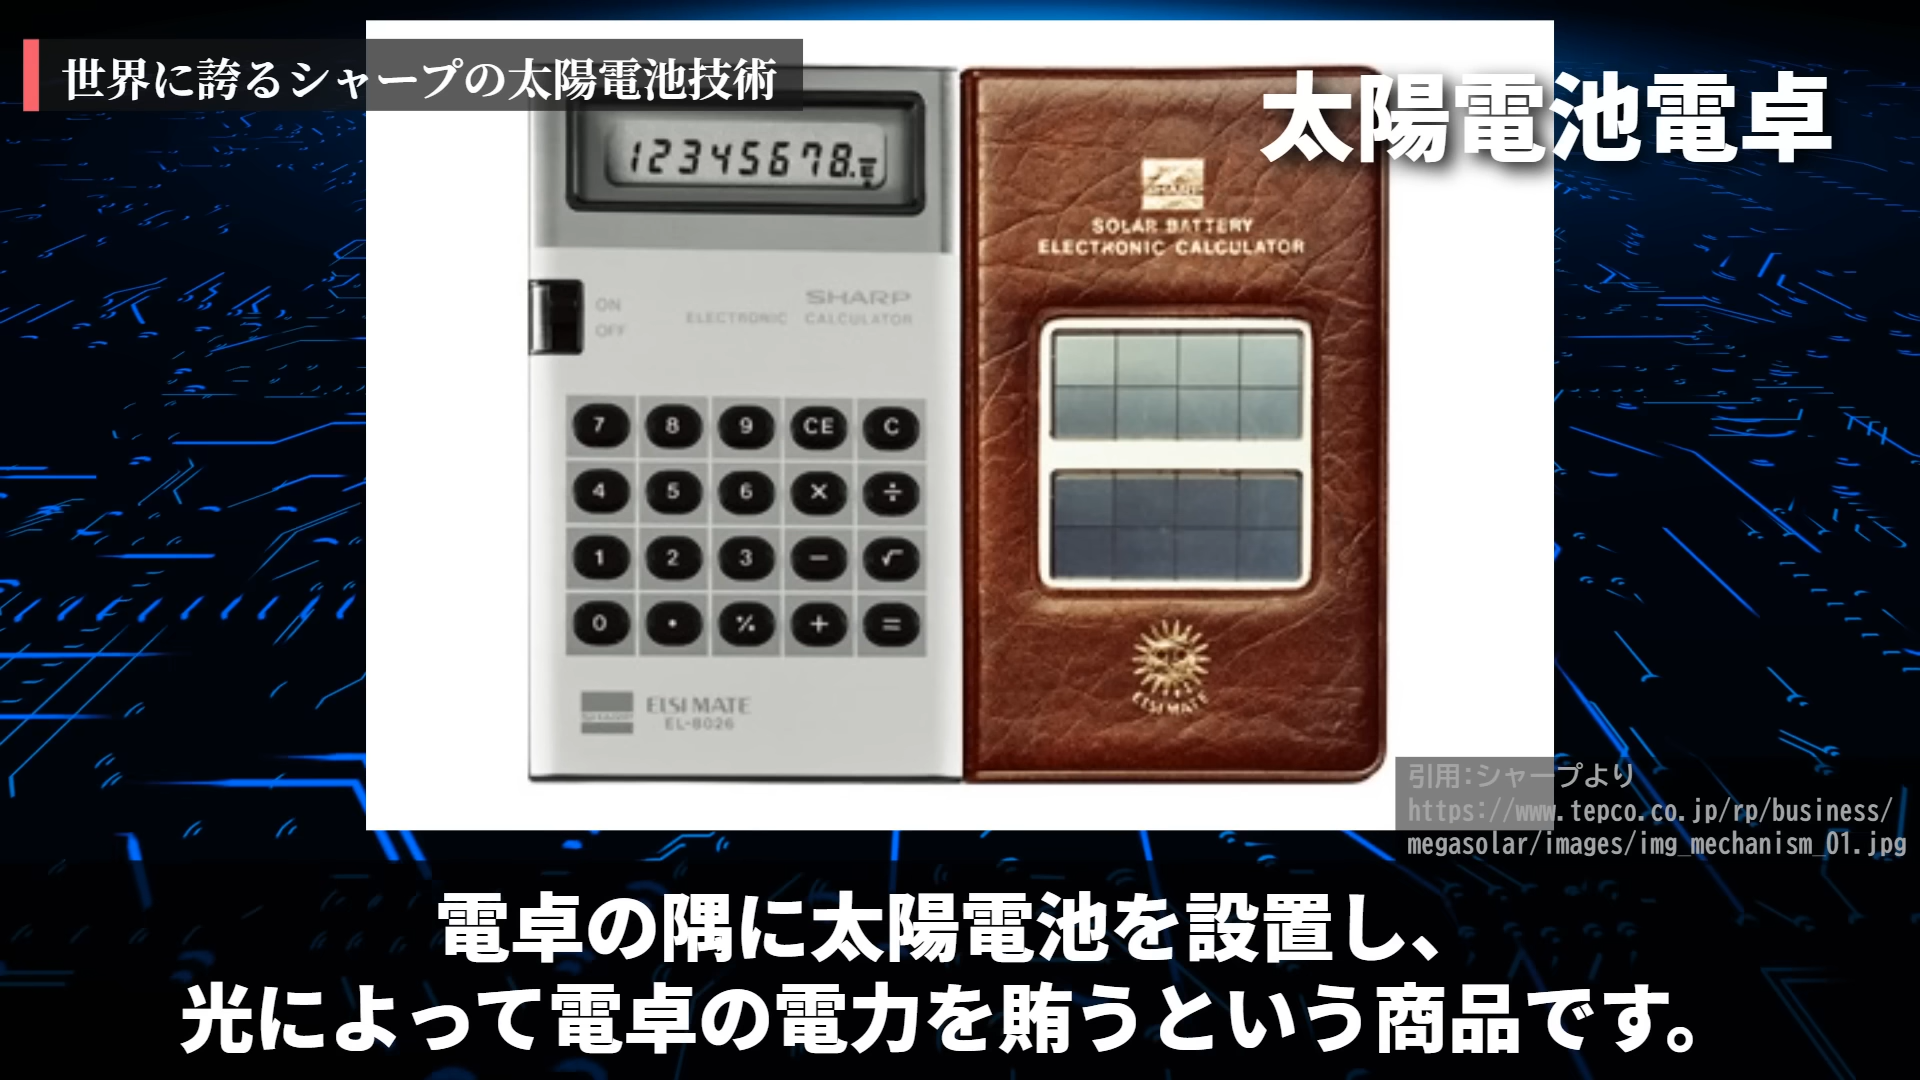 世界に誇るシャープの太陽電池技術
太陽電池電卓
12345678.
ON
OFF
SHARP
ELECTRONIC CALCULATOR
7 8 9 CE C
4 5 6 × ÷
1 2 3 − √
0 • % + =
SHARP
ELSI MATE
EL-8026
SHARP
SOLAR BATTERY
ELECTRONIC CALCULATOR
ELSI MATE
引用:シャープより
https://www.tepco.co.jp/rp/business/
megasolar/images/img_mechanism_01.jpg
電卓の隅に太陽電池を設置し、
光によって電卓の電力を賄うという商品です。